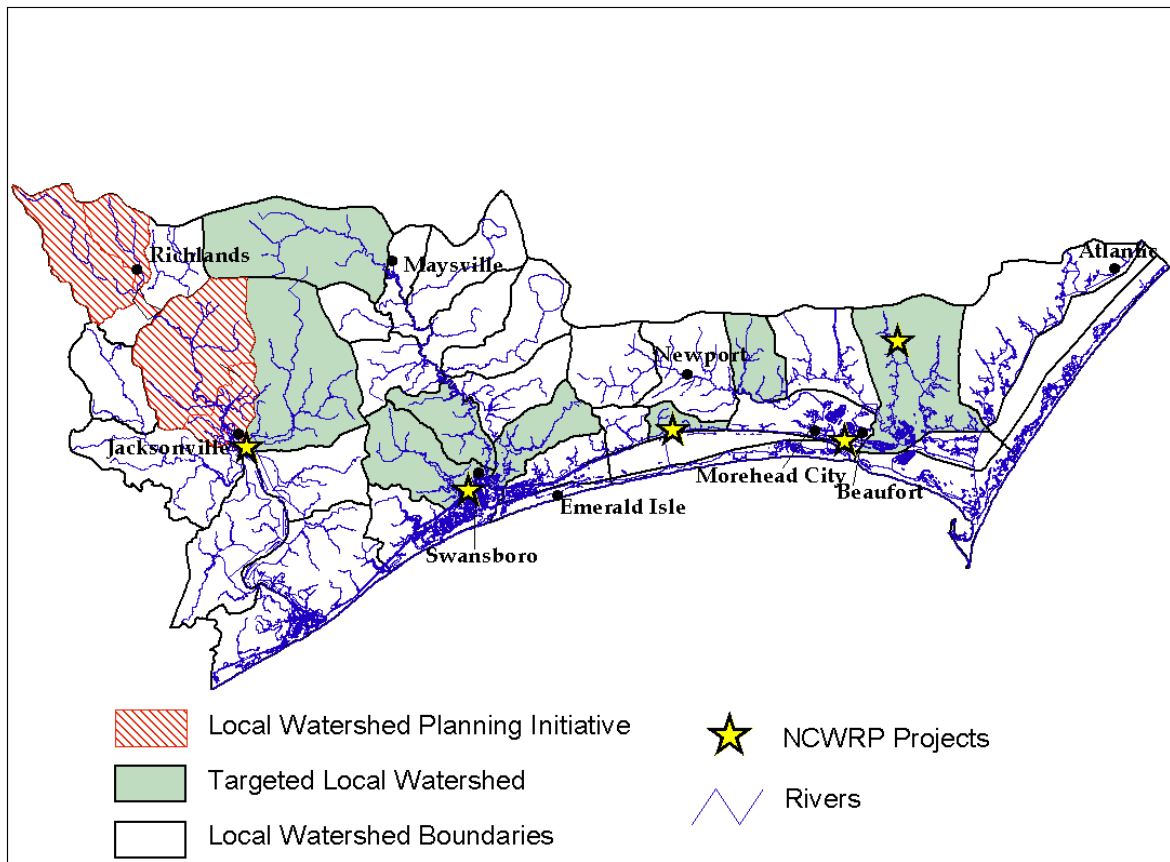 Atlantic
Richlands
Maysville
Newport
Jacksonville
Morehead City
Beaufort
Emerald Isle
Swansboro
Local Watershed Planning Initiative
NCWRP Projects
Targeted Local Watershed
Rivers
Local Watershed Boundaries